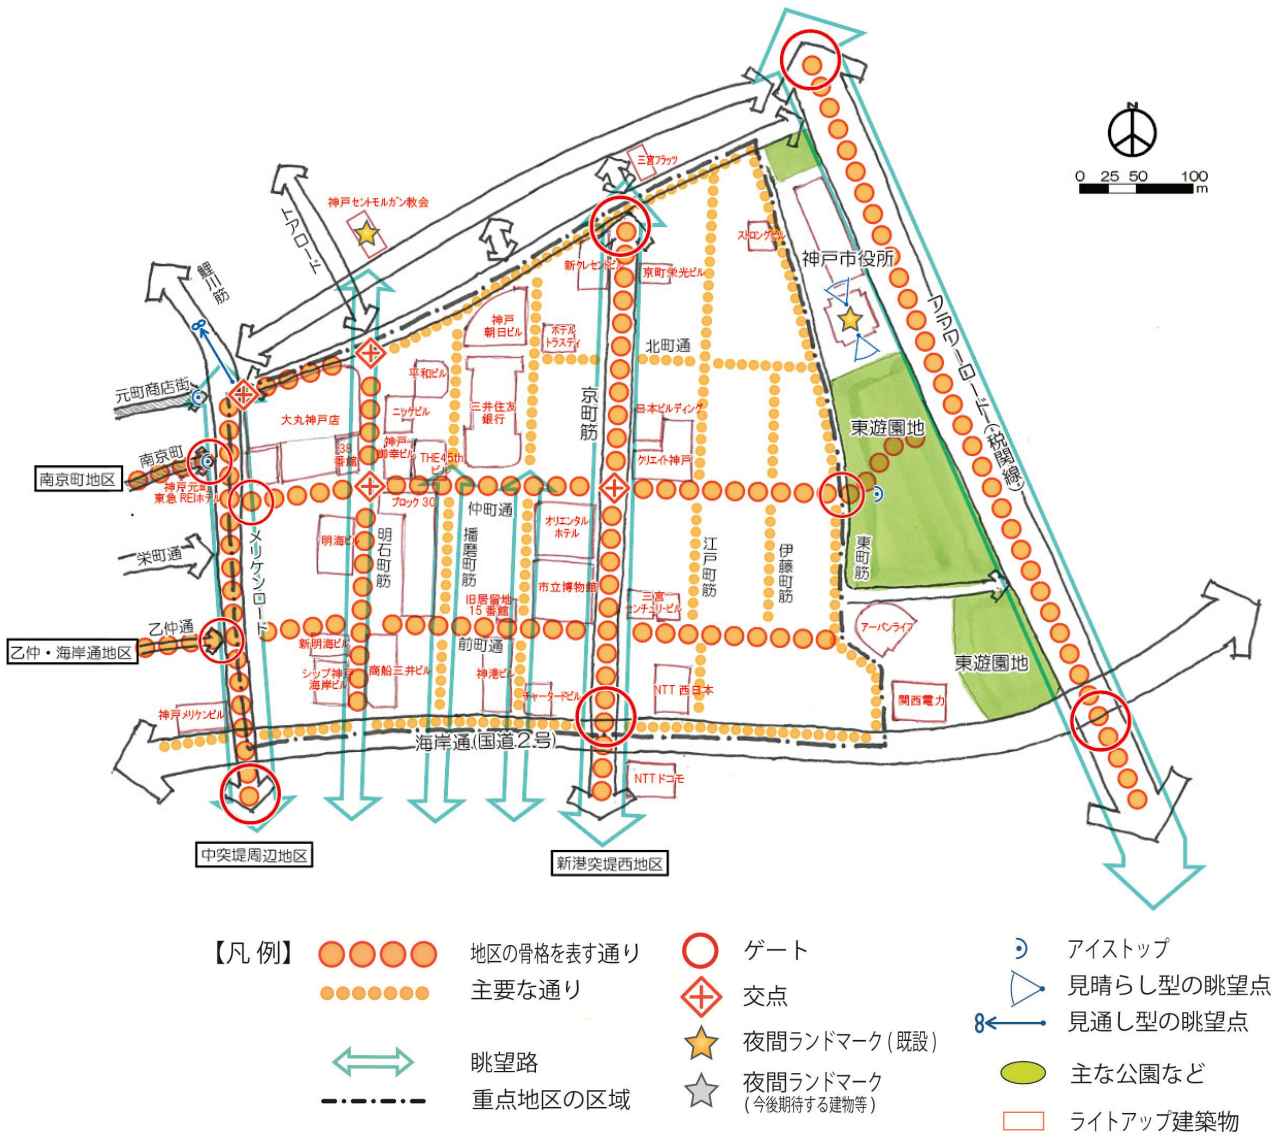 N
0 25 50 100
m
三宮フラッツ
神戸セントモルガン教会
トアロード
鯉川筋
ストロングビル
神戸市役所
新クレセントビル
京町栄光ビル
フラワーロード(税関線)
神戸
朝日ビル
ホテル
トラスティ
北町通
元町商店街
平和ビル
大丸神戸店
ニッケビル
三井住友
銀行
京町筋
日本ビルディング
東遊園地
38
番館
神戸
御幸ビル
THE45th
ビル
クリエイト神戸
南京町
南京町地区
神戸元町
東急REIホテル
ブロック30
仲町通
オリエンタル
ホテル
メリケンロード
明海ビル
明石町筋
播磨町筋
江戸町筋
伊藤町筋
東町筋
栄町通
市立博物館
旧居留地
15番館
三宮
センチュリービル
アーバンライフ
乙仲通
乙仲・海岸通地区
新明海ビル
前町通
東遊園地
シップ神戸
海岸ビル
商船三井ビル
神港ビル
チャータードビル
NTT 西日本
関西電力
神戸メリケンビル
海岸通(国道2号)
NTTドコモ
中突堤周辺地区
新港突堤西地区
【凡 例】
地区の骨格を表す通り
主要な通り
眺望路
重点地区の区域
ゲート
交点
夜間ランドマーク(既設)
夜間ランドマーク
(今後期待する建物等)
アイストップ
見晴らし型の眺望点
見通し型の眺望点
主な公園など
ライトアップ建築物